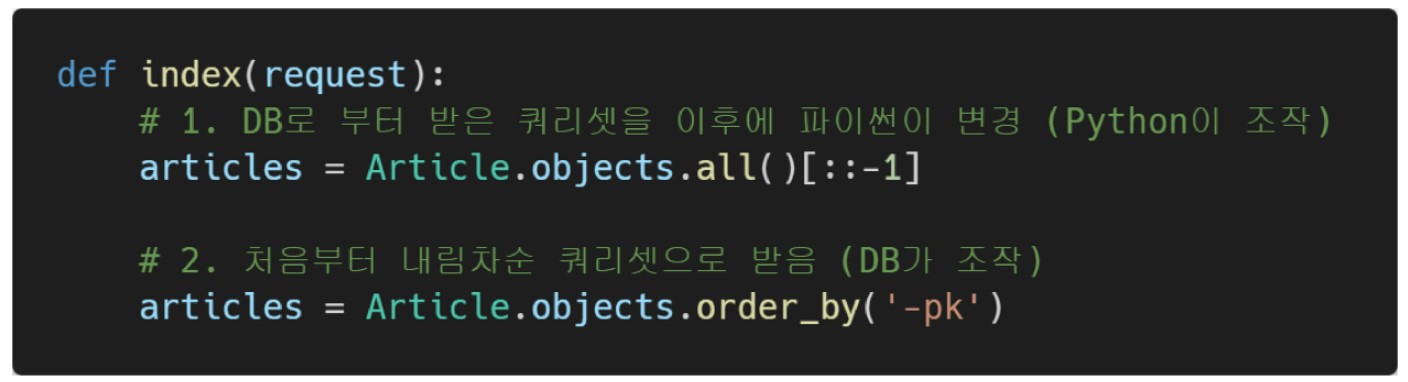 def index(request):
    # 1. DB로 부터 받은 쿼리셋을 이후에 파이썬이 변경 (Python이 조작)
    articles = Article.objects.all()[::-1]
    # 2. 처음부터 내림차순 쿼리셋으로 받음 (DB가 조작)
    articles = Article.objects.order_by('-pk')